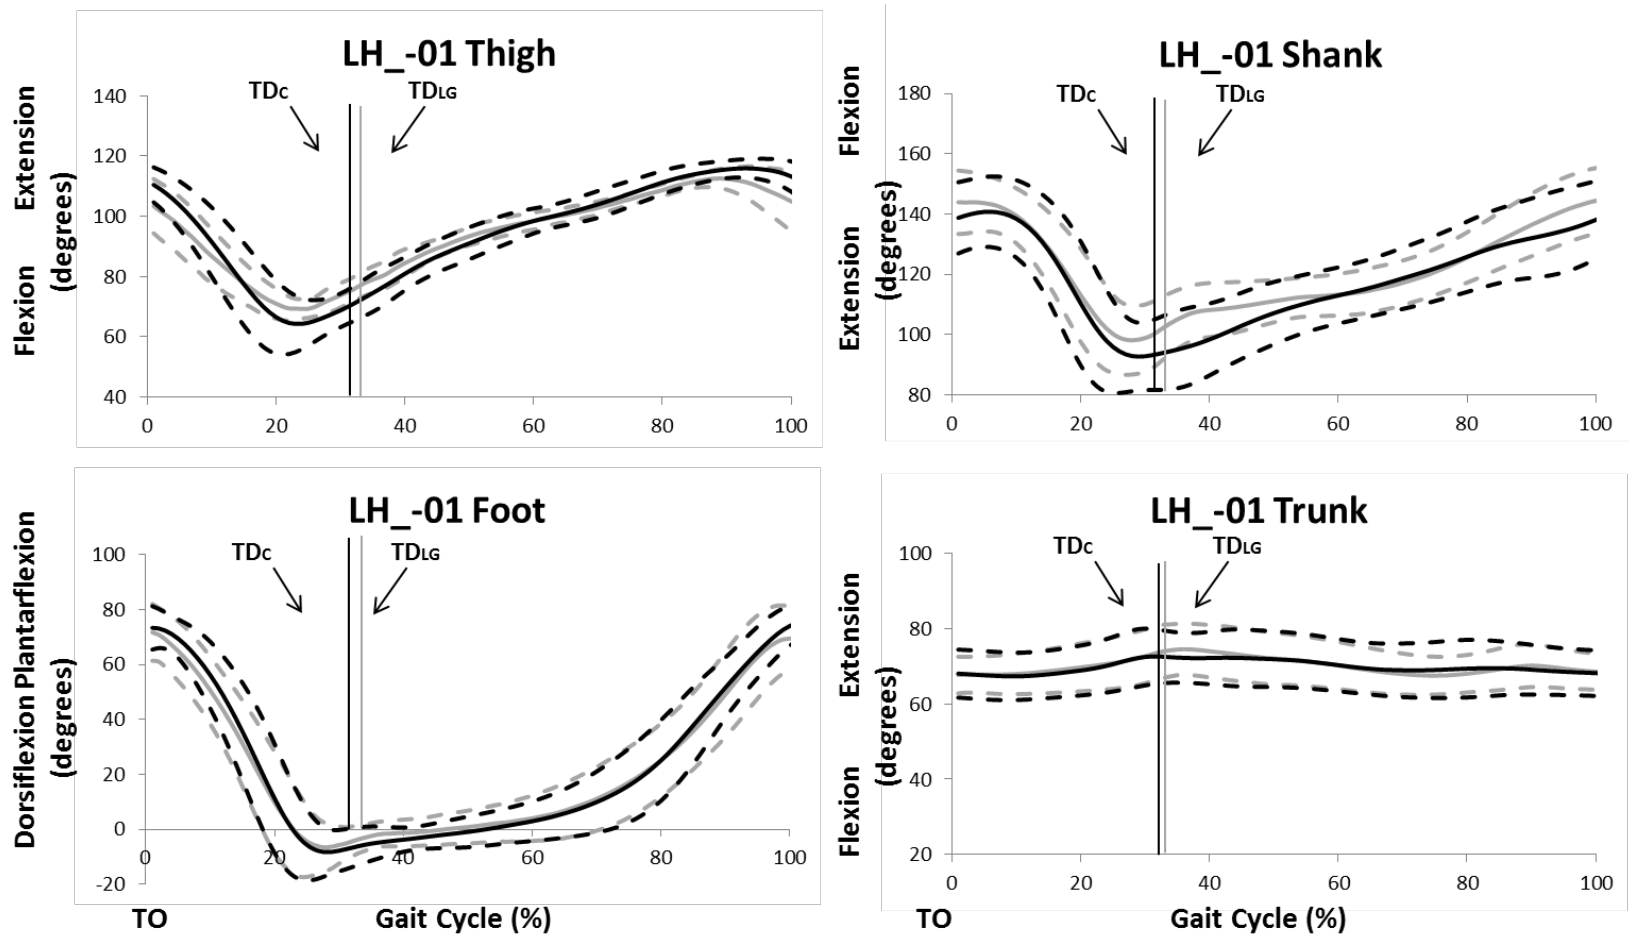 LH_-01 Thigh
TDC
TDLG
Flexion Extension
(degrees)
140
120
100
80
60
40
0 20 40 60 80 100
LH_-01 Shank
TDC
TDLG
Extension Flexion
(degrees)
180
160
140
120
100
80
0 20 40 60 80 100
LH_-01 Foot
TDC
TDLG
Dorsiflexion Plantarflexion
(degrees)
100
80
60
40
20
0
-20
0 20 40 60 80 100
TO Gait Cycle (%)
LH_-01 Trunk
TDC
TDLG
Flexion Extension
(degrees)
100
80
60
40
20
0 20 40 60 80 100
TO Gait Cycle (%)